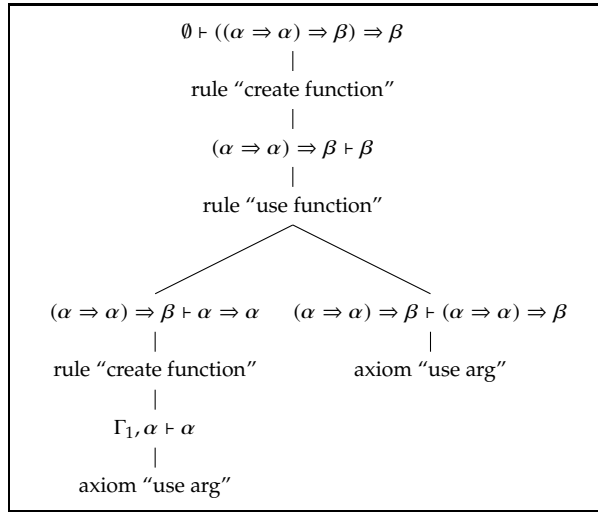 ∅ ⊢ ((α ⇒ α) ⇒ β) ⇒ β
rule “create function”
(α ⇒ α) ⇒ β ⊢ β
rule “use function”
(α ⇒ α) ⇒ β ⊢ α ⇒ α (α ⇒ α) ⇒ β ⊢ (α ⇒ α) ⇒ β
rule “create function” axiom “use arg”
Γ₁, α ⊢ α
axiom “use arg”